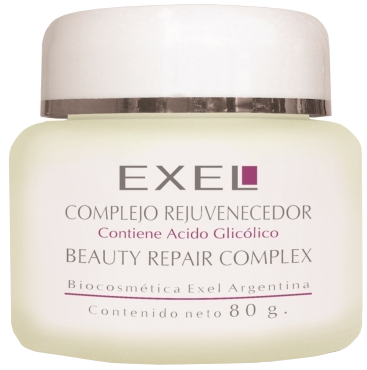 EXEL
COMPLEJO REJUVENECEDOR
Contiene Acido Glicólico
BEAUTY REPAIR COMPLEX
Biocosmética Exel Argentina
Contenido neto 80 g.